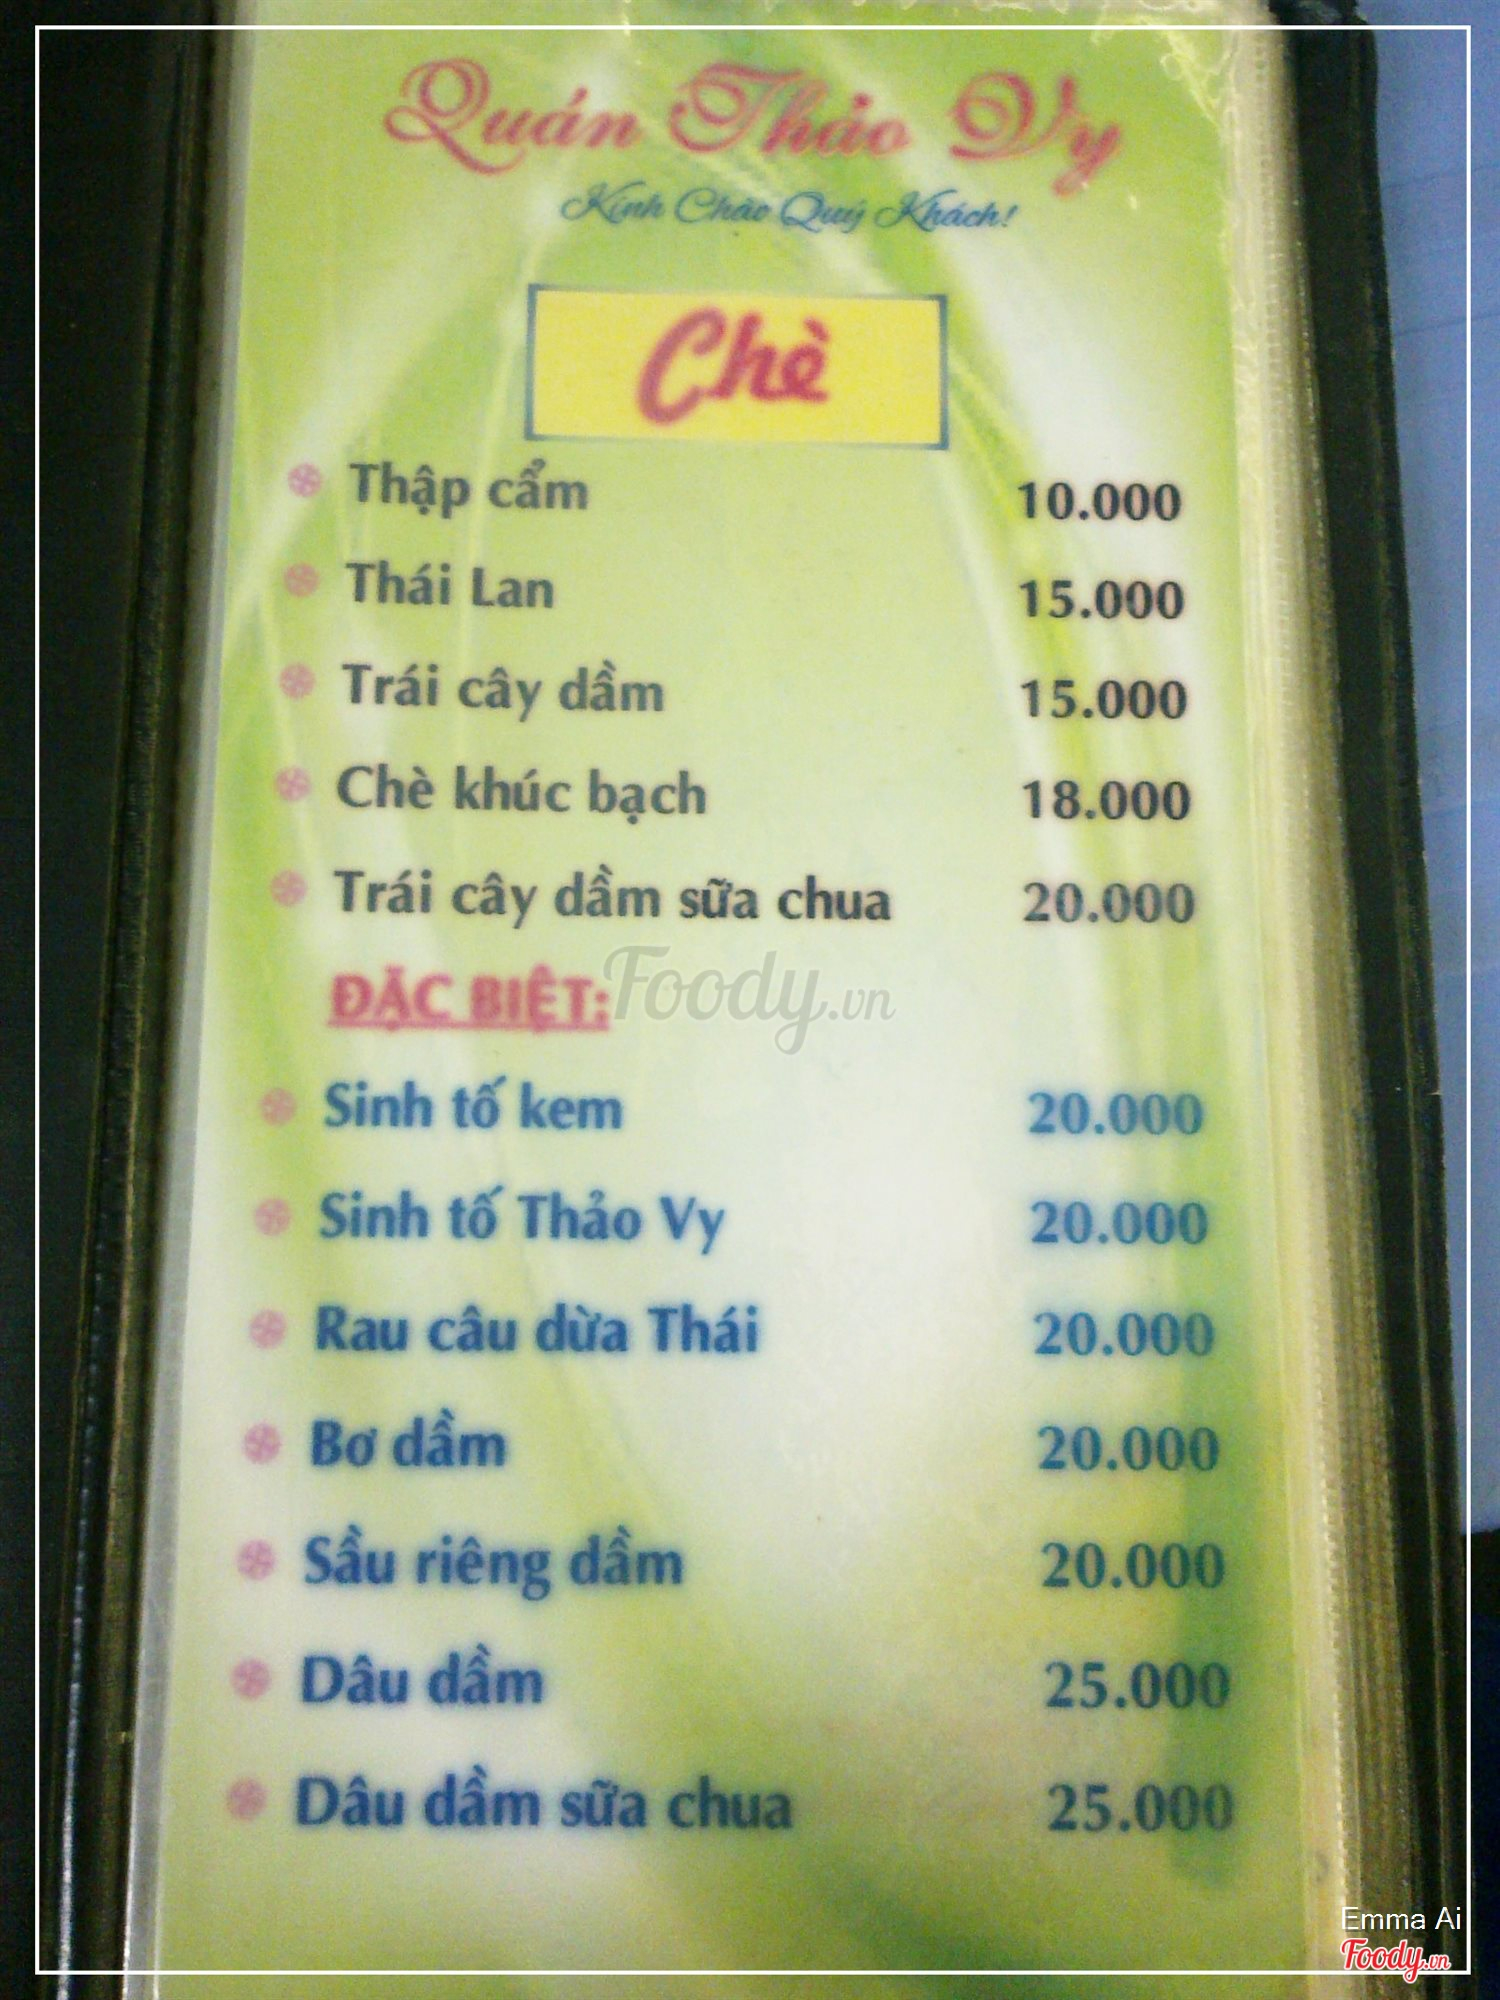 Quán Thảo Vy
Kính Chào Quý Khách!
Chè
Thập cẩm 10.000
Thái Lan 15.000
Trái cây dầm 15.000
Chè khúc bạch 18.000
Trái cây dầm sữa chua 20.000
ĐẶC BIỆT:
Foody.vn
Sinh tố kem 20.000
Sinh tố Thảo Vy 20.000
Rau câu dừa Thái 20.000
Bơ dầm 20.000
Sầu riêng dầm 20.000
Dâu dầm 25.000
Dâu dầm sữa chua 25.000
Emma Ai
Foody.vn